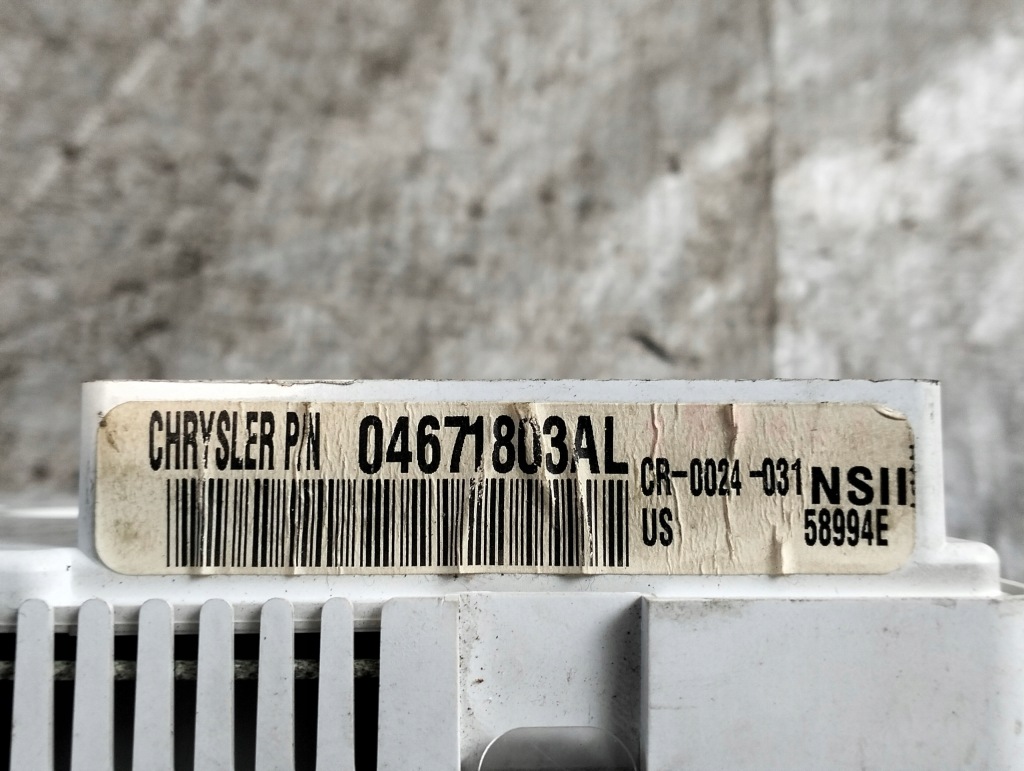 CHRYSLER P/N 04671803AL
CR-0024-031 NSII
US 58994E